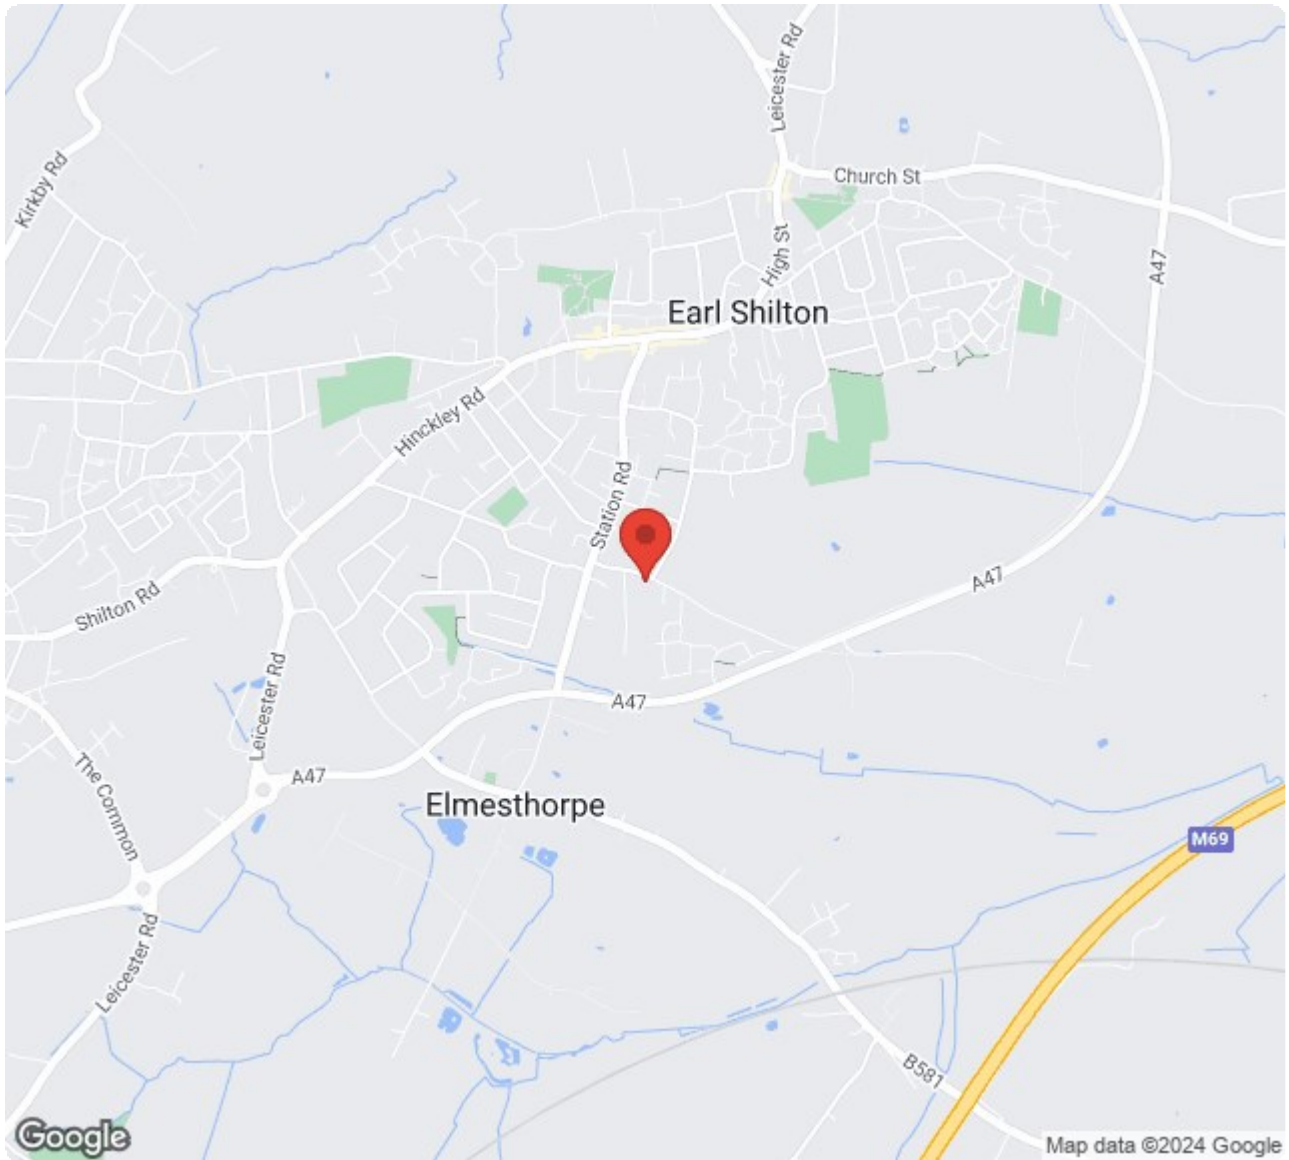 Leicester Rd
Kirkby Rd
Church St
High St
A47
Earl Shilton
Hinckley Rd
Station Rd
A47
Shilton Rd
Leicester Rd
A47
The Common
A47
Elmesthorpe
M69
Leicester Rd
B581
Google
Map data ©2024 Google